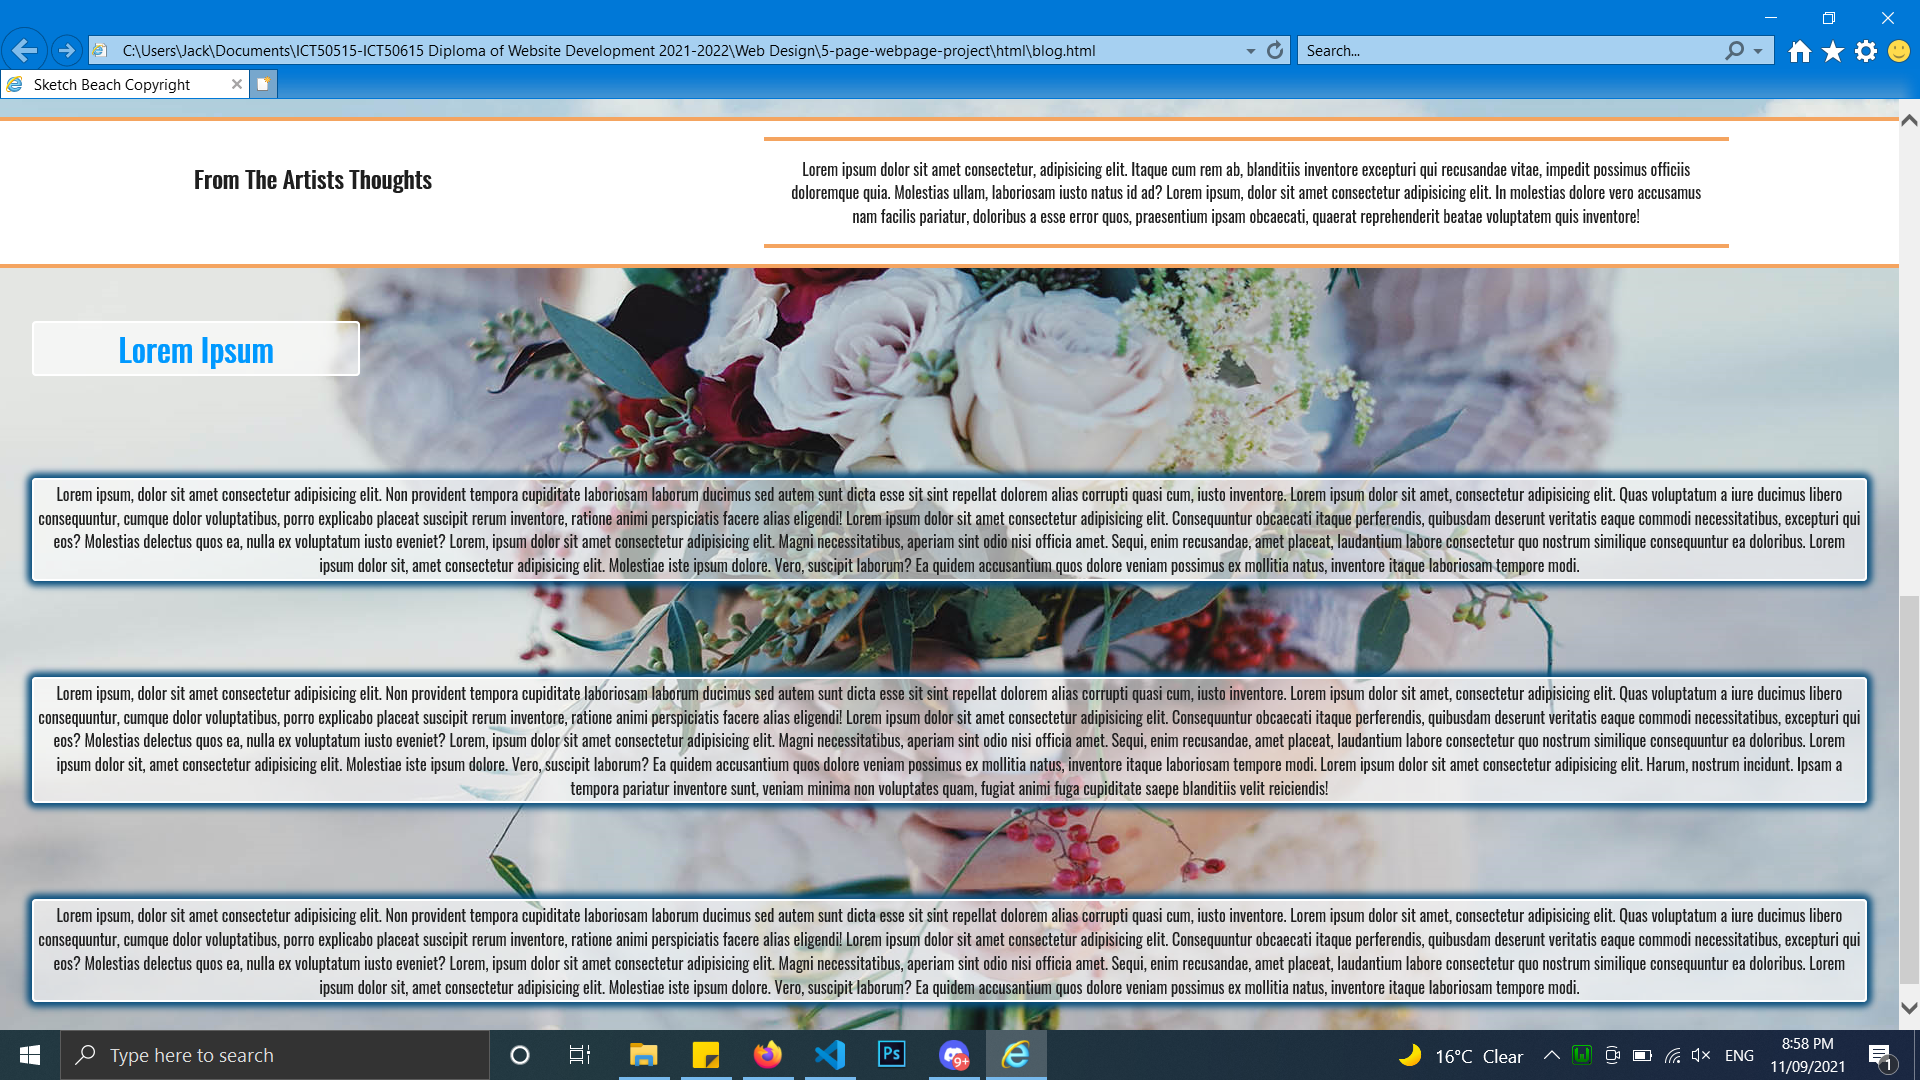 C:\Users\Jack\Documents\ICT50515-ICT50615 Diploma of Website Development 2021-2022\Web Design\5-page-webpage-project\html\blog.html
Search...
Sketch Beach Copyright
From The Artists Thoughts
Lorem ipsum dolor sit amet consectetur, adipisicing elit. Itaque cum rem ab, blanditiis inventore excepturi qui recusandae vitae, impedit possimus officiis
doloremque quia. Molestias ullam, laboriosam iusto natus id ad? Lorem ipsum, dolor sit amet consectetur adipisicing elit. In molestias dolore vero accusamus
nam facilis pariatur, doloribus a esse error quos, praesentium ipsam obcaecati, quaerat reprehenderit beatae voluptatem quis inventore!
Lorem Ipsum
Lorem ipsum, dolor sit amet consectetur adipisicing elit. Non provident tempora cupiditate laboriosam laborum ducimus sed autem sunt dicta esse sit sint repellat dolorem alias corrupti quasi cum, iusto inventore. Lorem ipsum dolor sit amet, consectetur adipisicing elit. Quas voluptatum a iure ducimus libero
consequuntur, cumque dolor voluptatibus, porro explicabo placeat suscipit rerum inventore, ratione animi perspiciatis facere alias eligendi! Lorem ipsum dolor sit amet consectetur adipisicing elit. Consequuntur obcaecati itaque perferendis, quibusdam deserunt veritatis eaque commodi necessitatibus, excepturi qui
eos? Molestias delectus quos ea, nulla ex voluptatum iusto eveniet? Lorem, ipsum dolor sit amet consectetur adipisicing elit. Magni necessitatibus, aperiam sint odio nisi officia amet. Sequi, enim recusandae, amet placeat, laudantium labore consectetur quo nostrum similique consequuntur ea doloribus. Lorem
ipsum dolor sit, amet consectetur adipisicing elit. Molestiae iste ipsum dolore. Vero, suscipit laborum? Ea quidem accusantium quos dolore veniam possimus ex mollitia natus, inventore itaque laboriosam tempore modi.
Lorem ipsum, dolor sit amet consectetur adipisicing elit. Non provident tempora cupiditate laboriosam laborum ducimus sed autem sunt dicta esse sit sint repellat dolorem alias corrupti quasi cum, iusto inventore. Lorem ipsum dolor sit amet, consectetur adipisicing elit. Quas voluptatum a iure ducimus libero
consequuntur, cumque dolor voluptatibus, porro explicabo placeat suscipit rerum inventore, ratione animi perspiciatis facere alias eligendi! Lorem ipsum dolor sit amet consectetur adipisicing elit. Consequuntur obcaecati itaque perferendis, quibusdam deserunt veritatis eaque commodi necessitatibus, excepturi qui
eos? Molestias delectus quos ea, nulla ex voluptatum iusto eveniet? Lorem, ipsum dolor sit amet consectetur adipisicing elit. Magni necessitatibus, aperiam sint odio nisi officia amet. Sequi, enim recusandae, amet placeat, laudantium labore consectetur quo nostrum similique consequuntur ea doloribus. Lorem
ipsum dolor sit, amet consectetur adipisicing elit. Molestiae iste ipsum dolore. Vero, suscipit laborum? Ea quidem accusantium quos dolore veniam possimus ex mollitia natus, inventore itaque laboriosam tempore modi. Lorem ipsum dolor sit amet consectetur adipisicing elit. Harum, nostrum incidunt. Ipsam a
tempora pariatur inventore sunt, veniam minima non voluptates quam, fugiat animi fuga cupiditate saepe blanditiis velit reiciendis!
Lorem ipsum, dolor sit amet consectetur adipisicing elit. Non provident tempora cupiditate laboriosam laborum ducimus sed autem sunt dicta esse sit sint repellat dolorem alias corrupti quasi cum, iusto inventore. Lorem ipsum dolor sit amet, consectetur adipisicing elit. Quas voluptatum a iure ducimus libero
consequuntur, cumque dolor voluptatibus, porro explicabo placeat suscipit rerum inventore, ratione animi perspiciatis facere alias eligendi! Lorem ipsum dolor sit amet consectetur adipisicing elit. Consequuntur obcaecati itaque perferendis, quibusdam deserunt veritatis eaque commodi necessitatibus, excepturi qui
eos? Molestias delectus quos ea, nulla ex voluptatum iusto eveniet? Lorem, ipsum dolor sit amet consectetur adipisicing elit. Magni necessitatibus, aperiam sint odio nisi officia amet. Sequi, enim recusandae, amet placeat, laudantium labore consectetur quo nostrum similique consequuntur ea doloribus. Lorem
ipsum dolor sit, amet consectetur adipisicing elit. Molestiae iste ipsum dolore. Vero, suscipit laborum? Ea quidem accusantium quos dolore veniam possimus ex mollitia natus, inventore itaque laboriosam tempore modi.
Type here to search
Ps
9+
16°C Clear
ENG
8:58 PM
11/09/2021
1